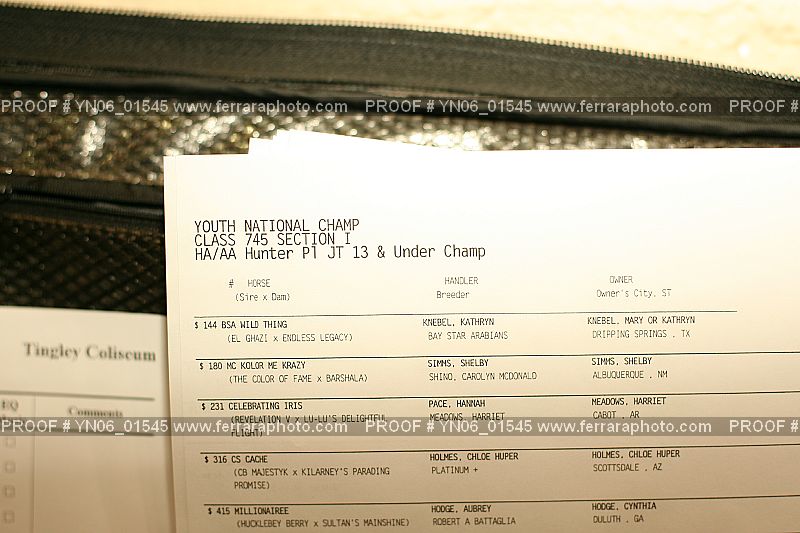 PROOF # YN06_01545 www.ferraraphoto.com PROOF # YN06_01545 www.ferraraphoto.com PROOF # YN06_01545
YOUTH NATIONAL CHAMP
CLASS 745 SECTION I
HA/AA Hunter Pl JT 13 & Under Champ
# HORSE HANDLER OWNER
(Sire x Dam) Breeder Owner's City, ST
$ 144 BSA WILD THING KNEBEL, KATHRYN KNEBEL, MARY OR KATHRYN
(EL GHAZI x ENDLESS LEGACY) BAY STAR ARABIANS DRIPPING SPRINGS , TX
Tingley Coliseum
$ 180 MC KOLOR ME KRAZY SIMMS, SHELBY SIMMS, SHELBY
(THE COLOR OF FAME x BARSHALA) SHINO, CAROLYN MCDONALD ALBUQUERQUE , NM
EQ Comments
$ 231 CELEBRATING IRIS PACE, HANNAH MEADOWS, HARRIET
(REVELATION V x LU-LU'S DELIGHTFUL MEADOWS, HARRIET CABOT , AR
FLIGHT)
PROOF # YN06_01545 www.ferraraphoto.com PROOF # YN06_01545 www.ferraraphoto.com PROOF # YN06_01545
$ 316 CS CACHE HOLMES, CHLOE HUPER HOLMES, CHLOE HUPER
(CB MAJESTYK x KILARNEY'S PARADING PLATINUM + SCOTTSDALE , AZ
PROMISE)
$ 415 MILLIONAIREE HODGE, AUBREY HODGE, CYNTHIA
(HUCKLEBEY BERRY x SULTAN'S MAINSHINE) ROBERT A BATTAGLIA DULUTH , GA